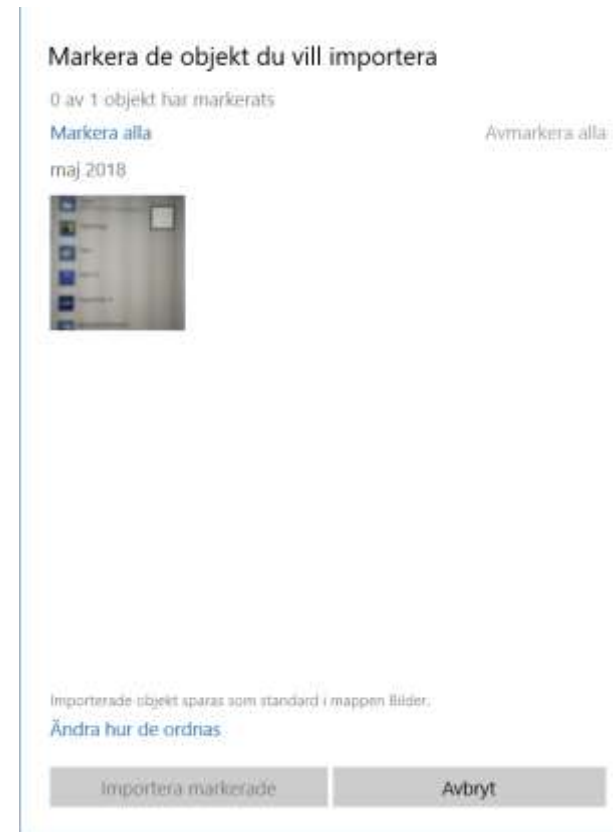 Markera de objekt du vill importera
0 av 1 objekt har markerats
Markera alla Avmarkera alla
maj 2018
Importerade objekt sparas som standard i mappen Bilder.
Ändra hur de ordnas
Importera markerade Avbryt